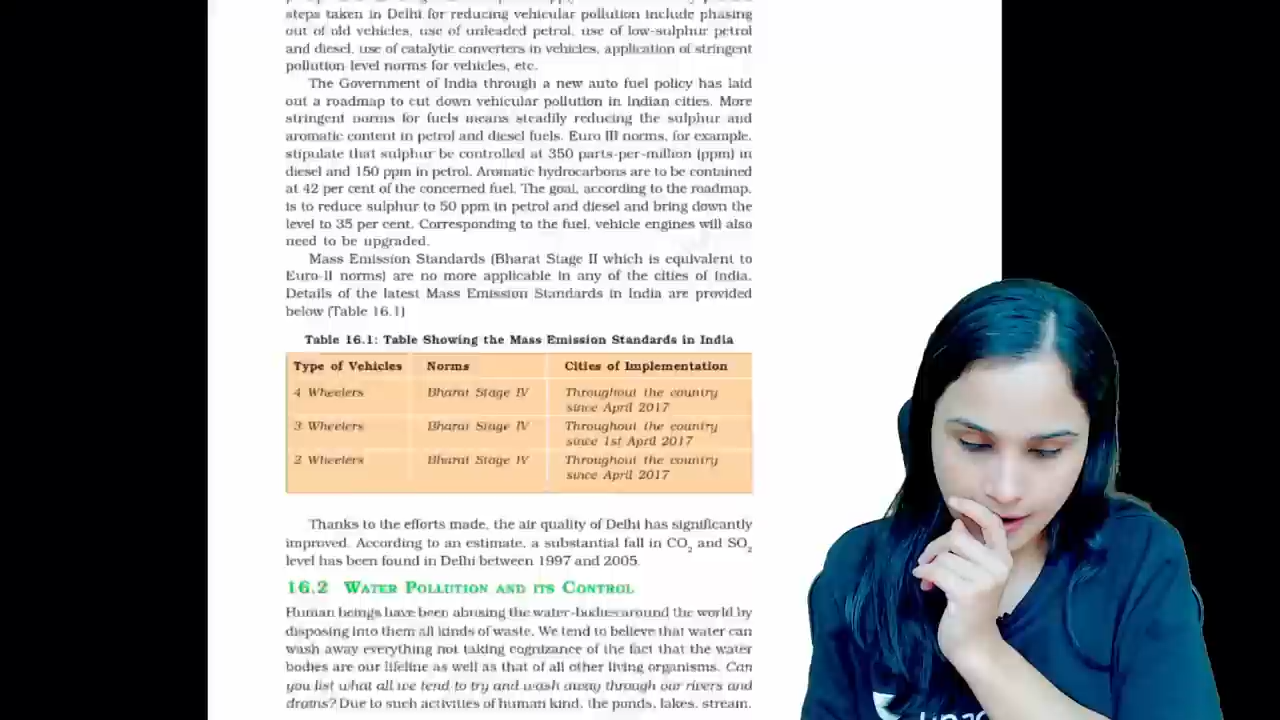 steps taken in Delhi for reducing vehicular pollution include phasing
out of old vehicles, use of unleaded petrol, use of low-sulphur petrol
and diesel, use of catalytic converters in vehicles, application of stringent
pollution-level norms for vehicles, etc.
The Government of India through a new auto fuel policy has laid
out a roadmap to cut down vehicular pollution in Indian cities. More
stringent norms for fuels means steadily reducing the sulphur and
aromatic content in petrol and diesel fuels. Euro III norms, for example,
stipulate that sulphur be controlled at 350 parts-per-million (ppm) in
diesel and 150 ppm in petrol. Aromatic hydrocarbons are to be contained
at 42 per cent of the concerned fuel. The goal, according to the roadmap,
is to reduce sulphur to 50 ppm in petrol and diesel and bring down the
level to 35 per cent. Corresponding to the fuel, vehicle engines will also
need to be upgraded.
Mass Emission Standards (Bharat Stage II which is equivalent to
Euro-II norms) are no more applicable in any of the cities of India.
Details of the latest Mass Emission Standards in India are provided
below (Table 16.1)
Table 16.1: Table Showing the Mass Emission Standards in India
Type of Vehicles Norms Cities of Implementation
4 Wheelers Bharat Stage IV Throughout the country
since April 2017
3 Wheelers Bharat Stage IV Throughout the country
since 1st April 2017
2 Wheelers Bharat Stage IV Throughout the country
since April 2017
Thanks to the efforts made, the air quality of Delhi has significantly
improved. According to an estimate, a substantial fall in CO₂ and SO₂
level has been found in Delhi between 1997 and 2005.
16.2 WATER POLLUTION AND ITS CONTROL
Human beings have been abusing the water-bodies around the world by
disposing into them all kinds of waste. We tend to believe that water can
wash away everything not taking cognizance of the fact that the water
bodies are our lifeline as well as that of all other living organisms. Can
you list what all we tend to try and wash away through our rivers and
drains? Due to such activities of human kind, the ponds, lakes, stream,